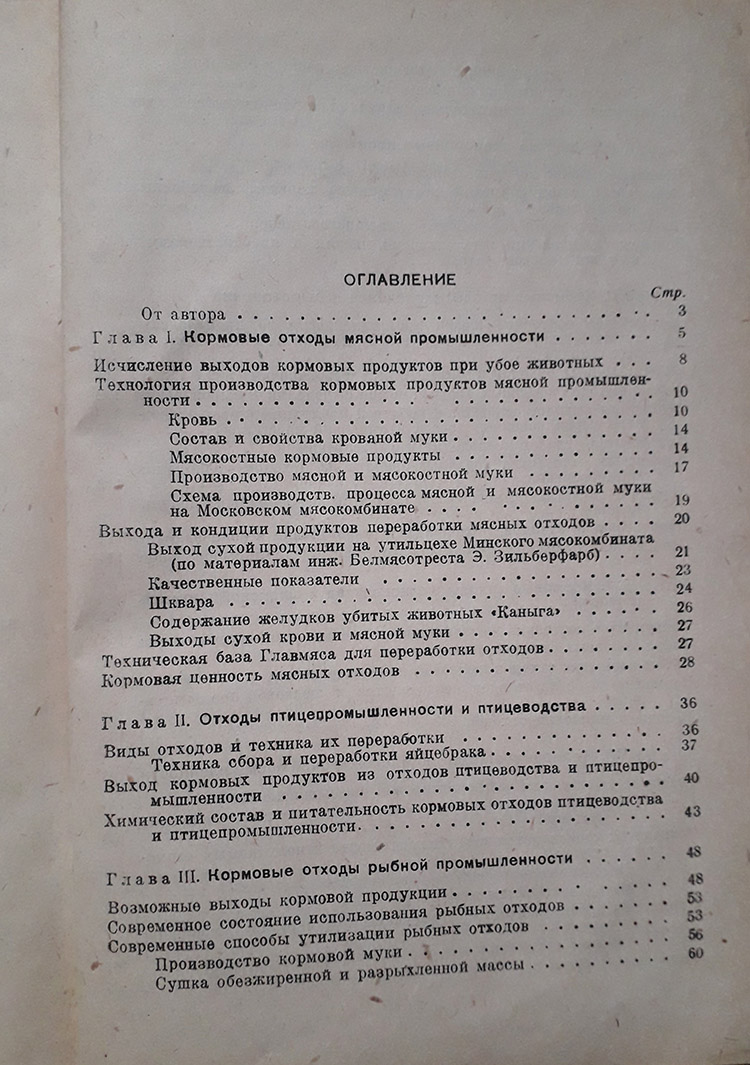 ОГЛАВЛЕНИЕ
Стр.
От автора . . . . . . . . . . . . . . . . . . . . . . 3
Глава I. Кормовые отходы мясной промышленности . . . . . . . 5
Исчисление выходов кормовых продуктов при убое животных . . . 8
Технология производства кормовых продуктов мясной промышлен-
ности . . . . . . . . . . . . . . . . . . . . . . 10
Кровь . . . . . . . . . . . . . . . . . . . . . . 10
Состав и свойства кровяной муки . . . . . . . . . . . 14
Мясокостные кормовые продукты . . . . . . . . . . . 14
Производство мясной и мясокостной муки . . . . . . . . 17
Схема производств. процесса мясной и мясокостной муки
на Московском мясокомбинате . . . . . . . . . . . 19
Выхода и кондиции продуктов переработки мясных отходов . . . . 20
Выход сухой продукции на утильцехе Минского мясокомбината
(по материалам инж. Белмясотреста Э. Зильберфарб) . . . . 21
Качественные показатели . . . . . . . . . . . . . . 23
Шквара . . . . . . . . . . . . . . . . . . . . . . 24
Содержание желудков убитых животных «Каныга» . . . . . . 26
Выходы сухой крови и мясной муки . . . . . . . . . . . 27
Техническая база Главмяса для переработки отходов . . . . . . . 27
Кормовая ценность мясных отходов . . . . . . . . . . . . . 28
Глава II. Отходы птицепромышленности и птицеводства . . . . . 36
Виды отходов и техника их переработки . . . . . . . . . . . 36
Техника сбора и переработки яйцебрака . . . . . . . . . . 37
Выход кормовых продуктов из отходов птицеводства и птицепро-
мышленности . . . . . . . . . . . . . . . . . . . 40
Химический состав и питательность кормовых отходов птицеводства
и птицепромышленности . . . . . . . . . . . . . . . 43
Глава III. Кормовые отходы рыбной промышленности . . . . . . 48
Возможные выходы кормовой продукции . . . . . . . . . . . . 48
Современное состояние использования рыбных отходов . . . . . . 53
Современные способы утилизации рыбных отходов . . . . . . . . 53
Производство кормовой муки . . . . . . . . . . . . . . 56
Сушка обезжиренной и разрыхленной массы . . . . . . . . . 60